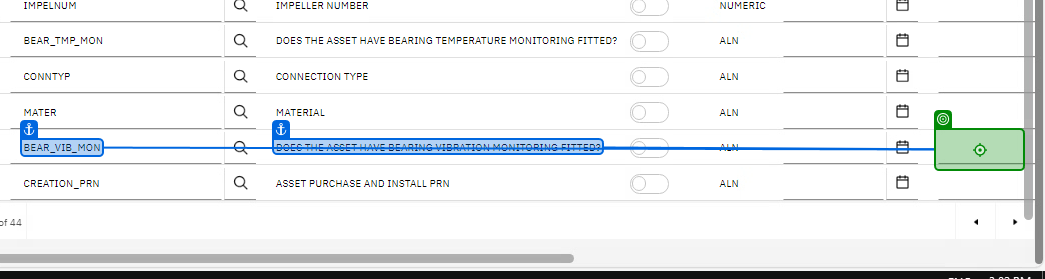 IMPELNUM IMPELLER NUMBER NUMERIC
BEAR_TMP_MON DOES THE ASSET HAVE BEARING TEMPERATURE MONITORING FITTED? ALN
CONNTYP CONNECTION TYPE ALN
MATER MATERIAL ALN
BEAR_VIB_MON DOES THE ASSET HAVE BEARING VIBRATION MONITORING FITTED? ALN
CREATION_PRN ASSET PURCHASE AND INSTALL PRN ALN
of 44